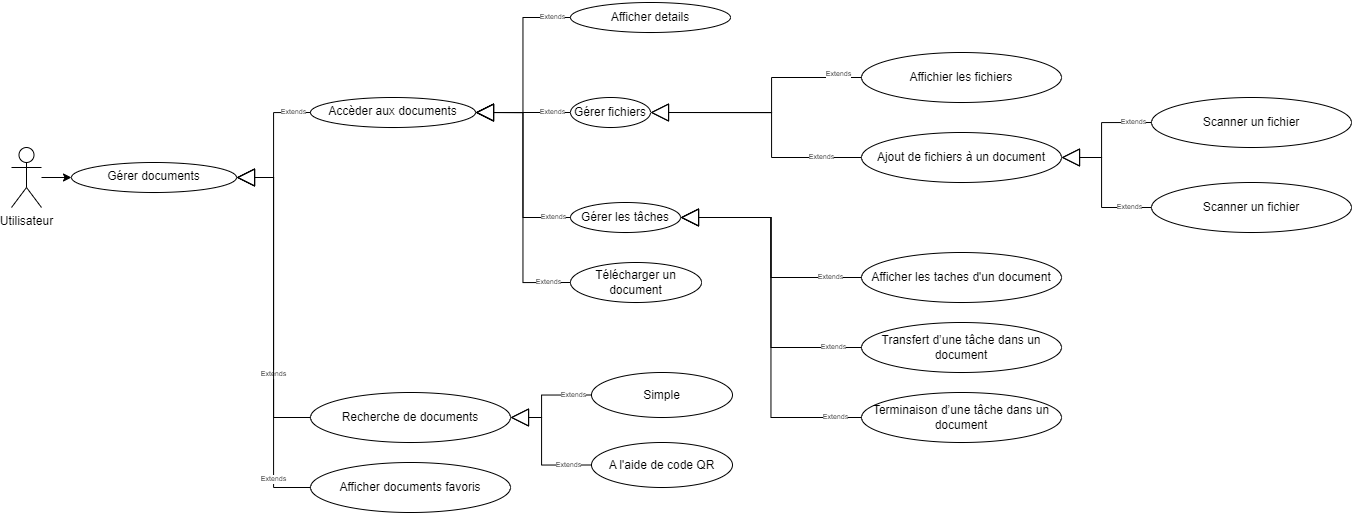 Extends
Afficher details
Extends
Affichier les fichiers
Extends
Accèder aux documents
Extends
Gérer fichiers
Extends
Scanner un fichier
Extends
Ajout de fichiers à un document
Gérer documents
Utilisateur
Extends
Scanner un fichier
Extends
Gérer les tâches
Extends
Télécharger un
document
Extends
Afficher les taches d'un document
Extends
Transfert d'une tâche dans un
document
Extends
Extends
Simple
Extends
Terminaison d'une tâche dans un
document
Recherche de documents
Extends
A l'aide de code QR
Extends
Afficher documents favoris